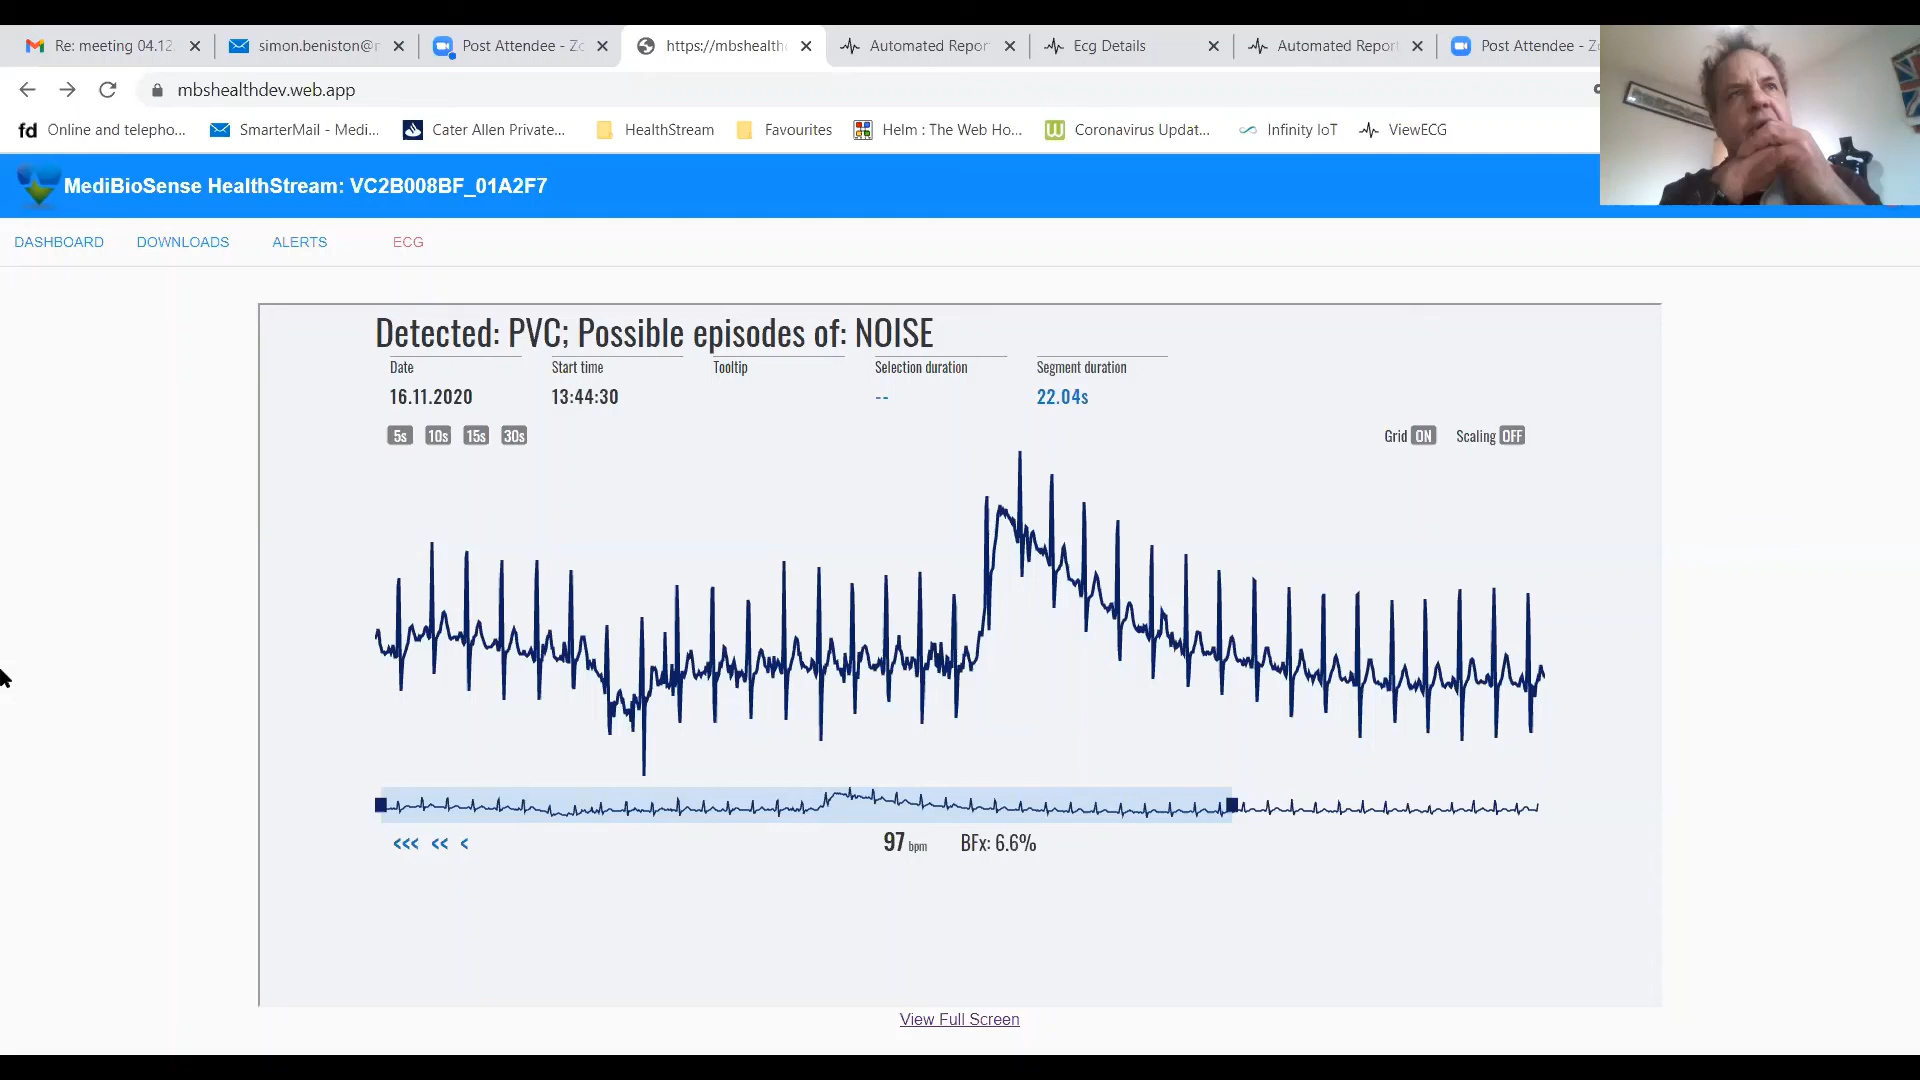 Re: meeting 04.12.
simon.beniston@
Post Attendee - Zo
https://mbshealth
Automated Repor
Ecg Details
Automated Report
Post Attendee - Zo
mbshealthdev.web.app
fd Online and telepho...
SmarterMail - Medi...
Cater Allen Private...
HealthStream
Favourites
Helm : The Web Ho...
Coronavirus Updat...
Infinity IoT
ViewECG
MediBioSense HealthStream: VC2B008BF_01A2F7
DASHBOARD DOWNLOADS ALERTS ECG
Detected: PVC; Possible episodes of: NOISE
Date Start time Tooltip Selection duration Segment duration
16.11.2020 13:44:30 -- 22.04s
5s 10s 15s 30s Grid ON Scaling OFF
<<< << < 97 bpm BFx: 6.6%
View Full Screen